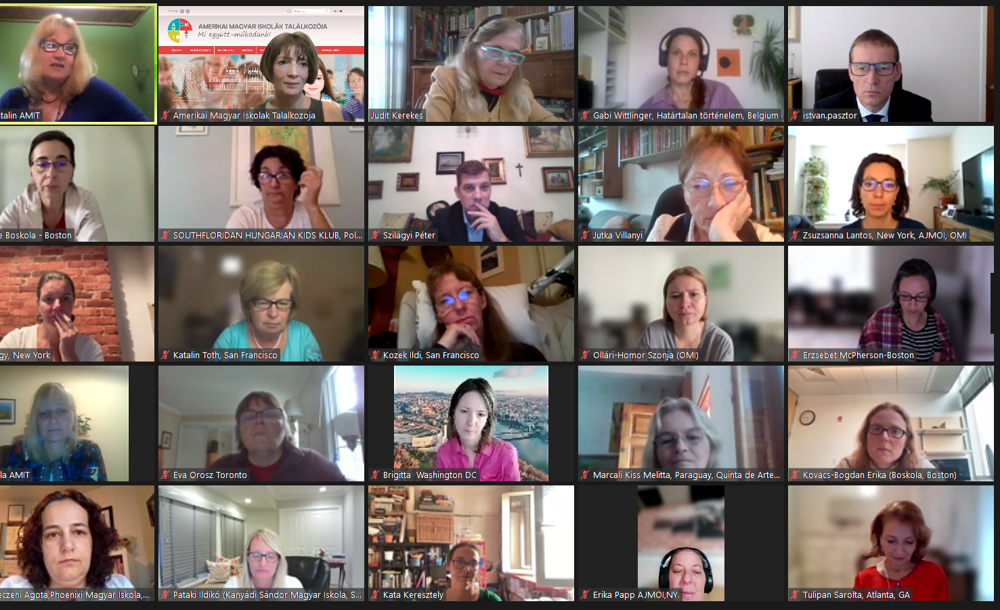 AMERIKAI MAGYAR ISKOLÁK TALÁLKOZÓJA
Mi együtt-működünk!
A M I T
talin AMIT
Amerikai Magyar Iskolak Talalkozoja
Judit Kerekes
Gabi Wittlinger, Határtalan történelem, Belgium
istvan.pasztor
e Boskola - Boston
SOUTHFLORIDAN HUNGARIAN KIDS KLUB, Pol...
Szilágyi Péter
Jutka Villanyi
Zsuzsanna Lantos, New York, AJMOI, OMI
gy, New York
Katalin Toth, San Francisco
Kozek Ildi, San Francisco
Ollári-Homor Szonja (OMI)
Erzsebet McPherson-Boston
la AMIT
Eva Orosz Toronto
Brigitta Washington DC
Marcali Kiss Melitta, Paraguay, Quinta de Arte...
Kovacs-Bogdan Erika (Boskola, Boston)
eczeni Agota,Phoenixi Magyar Iskola,...
Pataki Ildikó (Kányádi Sándor Magyar Iskola, S...
Kata Keresztely
Erika Papp AJMOI,NY.
Tulipan Sarolta, Atlanta, GA